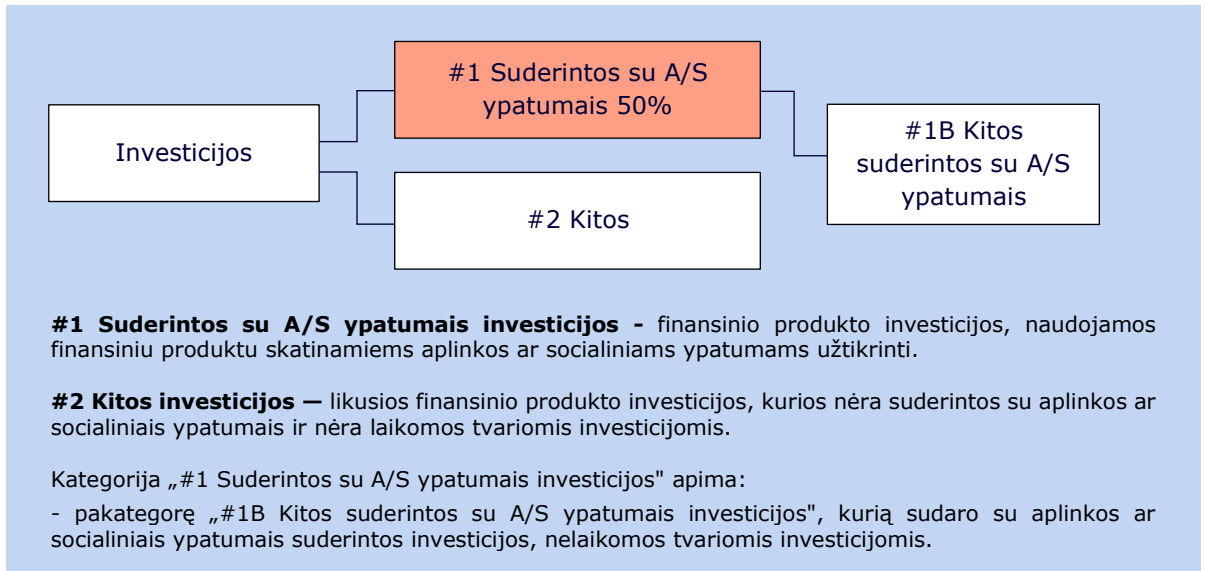 #1 Suderintos su A/S
ypatumais 50%
Investicijos
#1B Kitos
suderintos su A/S
ypatumais
#2 Kitos
#1 Suderintos su A/S ypatumais investicijos - finansinio produkto investicijos, naudojamos
finansiniu produktu skatinamiems aplinkos ar socialiniams ypatumams užtikrinti.
#2 Kitos investicijos — likusios finansinio produkto investicijos, kurios nėra suderintos su aplinkos ar
socialiniais ypatumais ir nėra laikomos tvariomis investicijomis.
Kategorija „#1 Suderintos su A/S ypatumais investicijos" apima:
- pakategorę „#1B Kitos suderintos su A/S ypatumais investicijos", kurią sudaro su aplinkos ar
socialiniais ypatumais suderintos investicijos, nelaikomos tvariomis investicijomis.